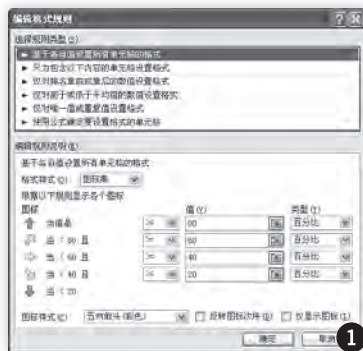 编辑格式规则
选择规则类型(S):
► 基于各自值设置所有单元格的格式
► 只为包含以下内容的单元格设置格式
► 仅对排名靠前或靠后的数值设置格式
► 仅对高于或低于平均值的数值设置格式
► 仅对唯一值或重复值设置格式
► 使用公式确定要设置格式的单元格
编辑规则说明(E):
基于各自值设置所有单元格的格式:
格式样式(O): 图标集
根据以下规则显示各个图标:
图标 值(V) 类型(T)
当值是 >= 80 百分比
当 < 80 且 >= 60 百分比
当 < 60 且 >= 40 百分比
当 < 40 且 >= 20 百分比
当 < 20
图标样式(C): 五向箭头(彩色) 反转图标次序(D) 仅显示图标(I)
确定 取消 1